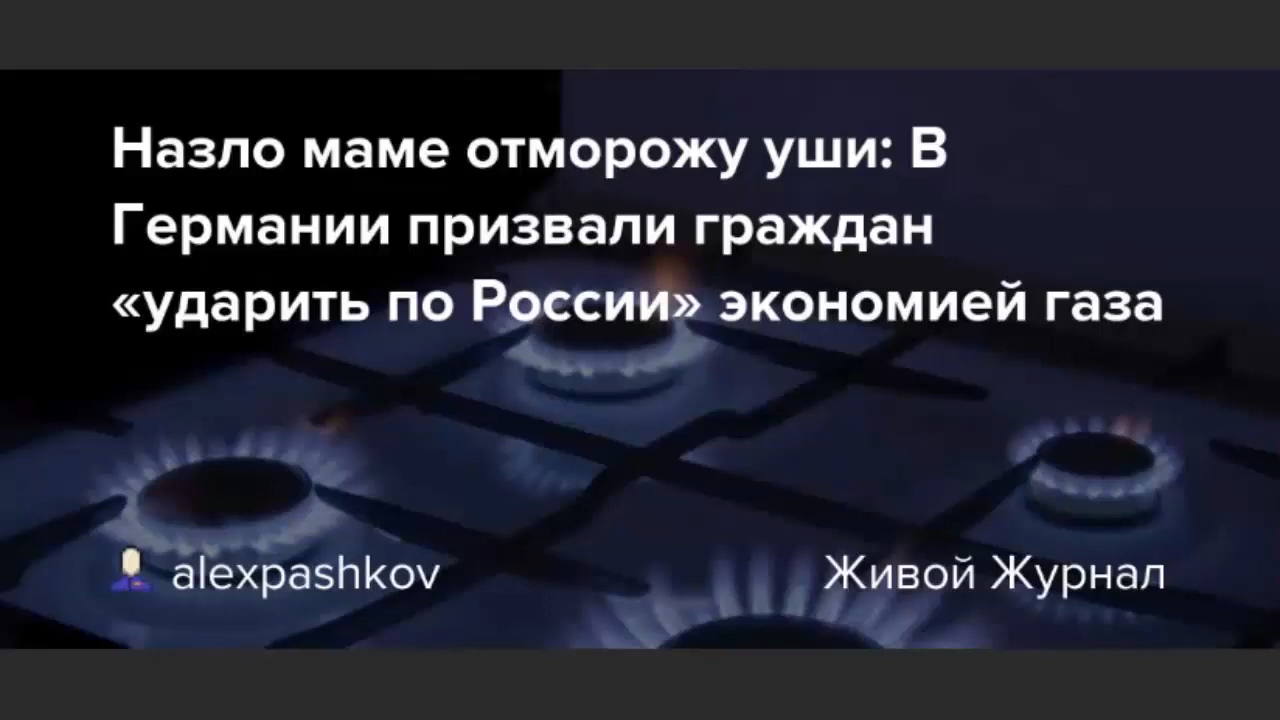 Назло маме отморожу уши: В
Германии призвали граждан
«ударить по России» экономией газа
alexpashkov
Живой Журнал